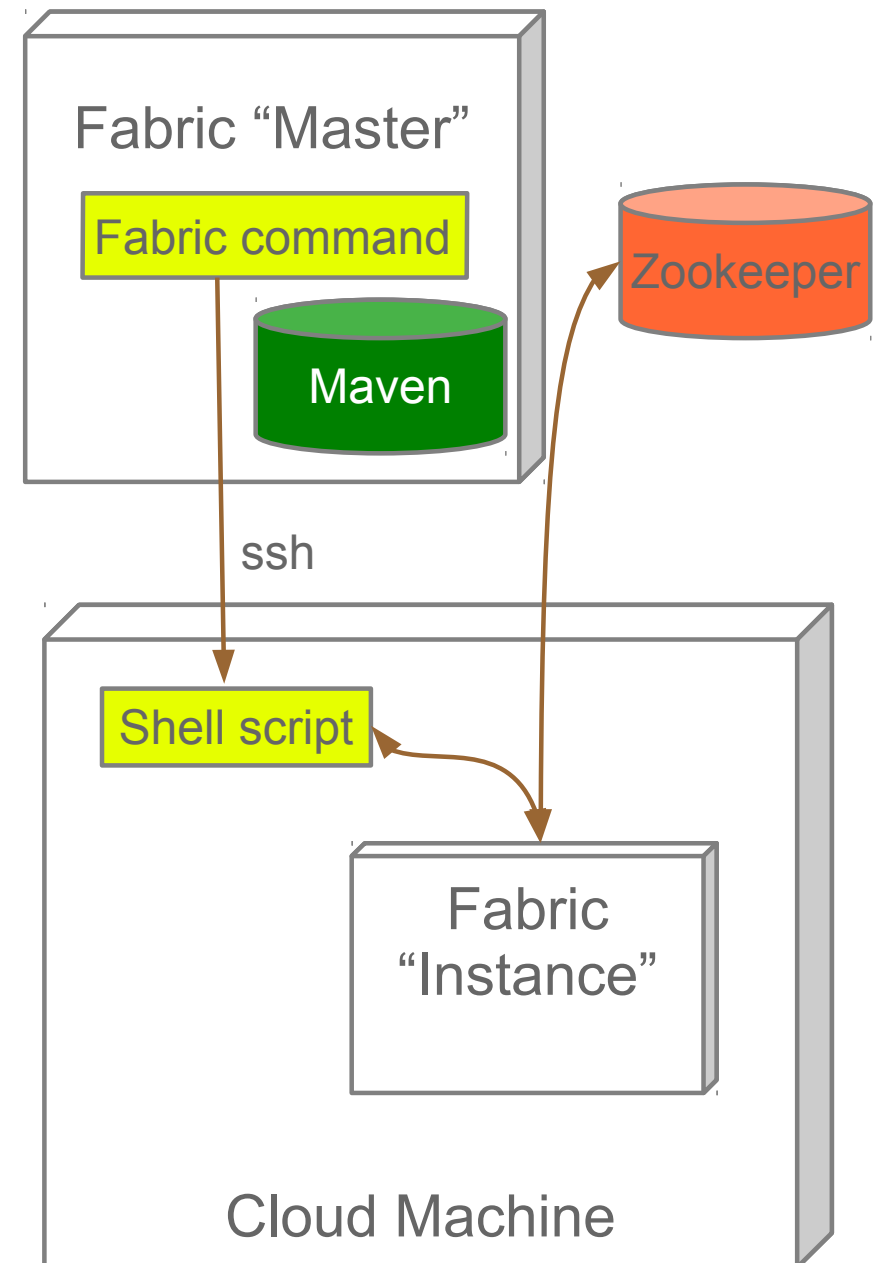 Fabric “Master”
Fabric command
Zookeeper
Maven
ssh
Shell script
Fabric
“Instance”
Cloud Machine